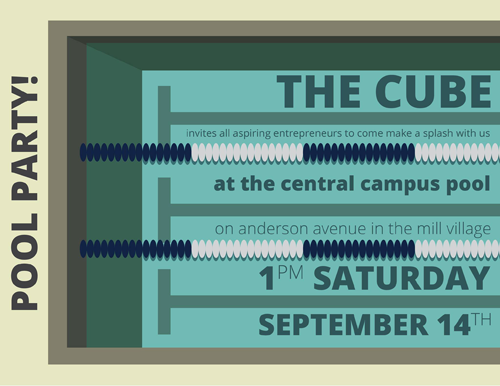 POOL PARTY!
THE CUBE
invites all aspiring entrepreneurs to come make a splash with us
at the central campus pool
on anderson avenue in the mill village
1PM SATURDAY
SEPTEMBER 14TH